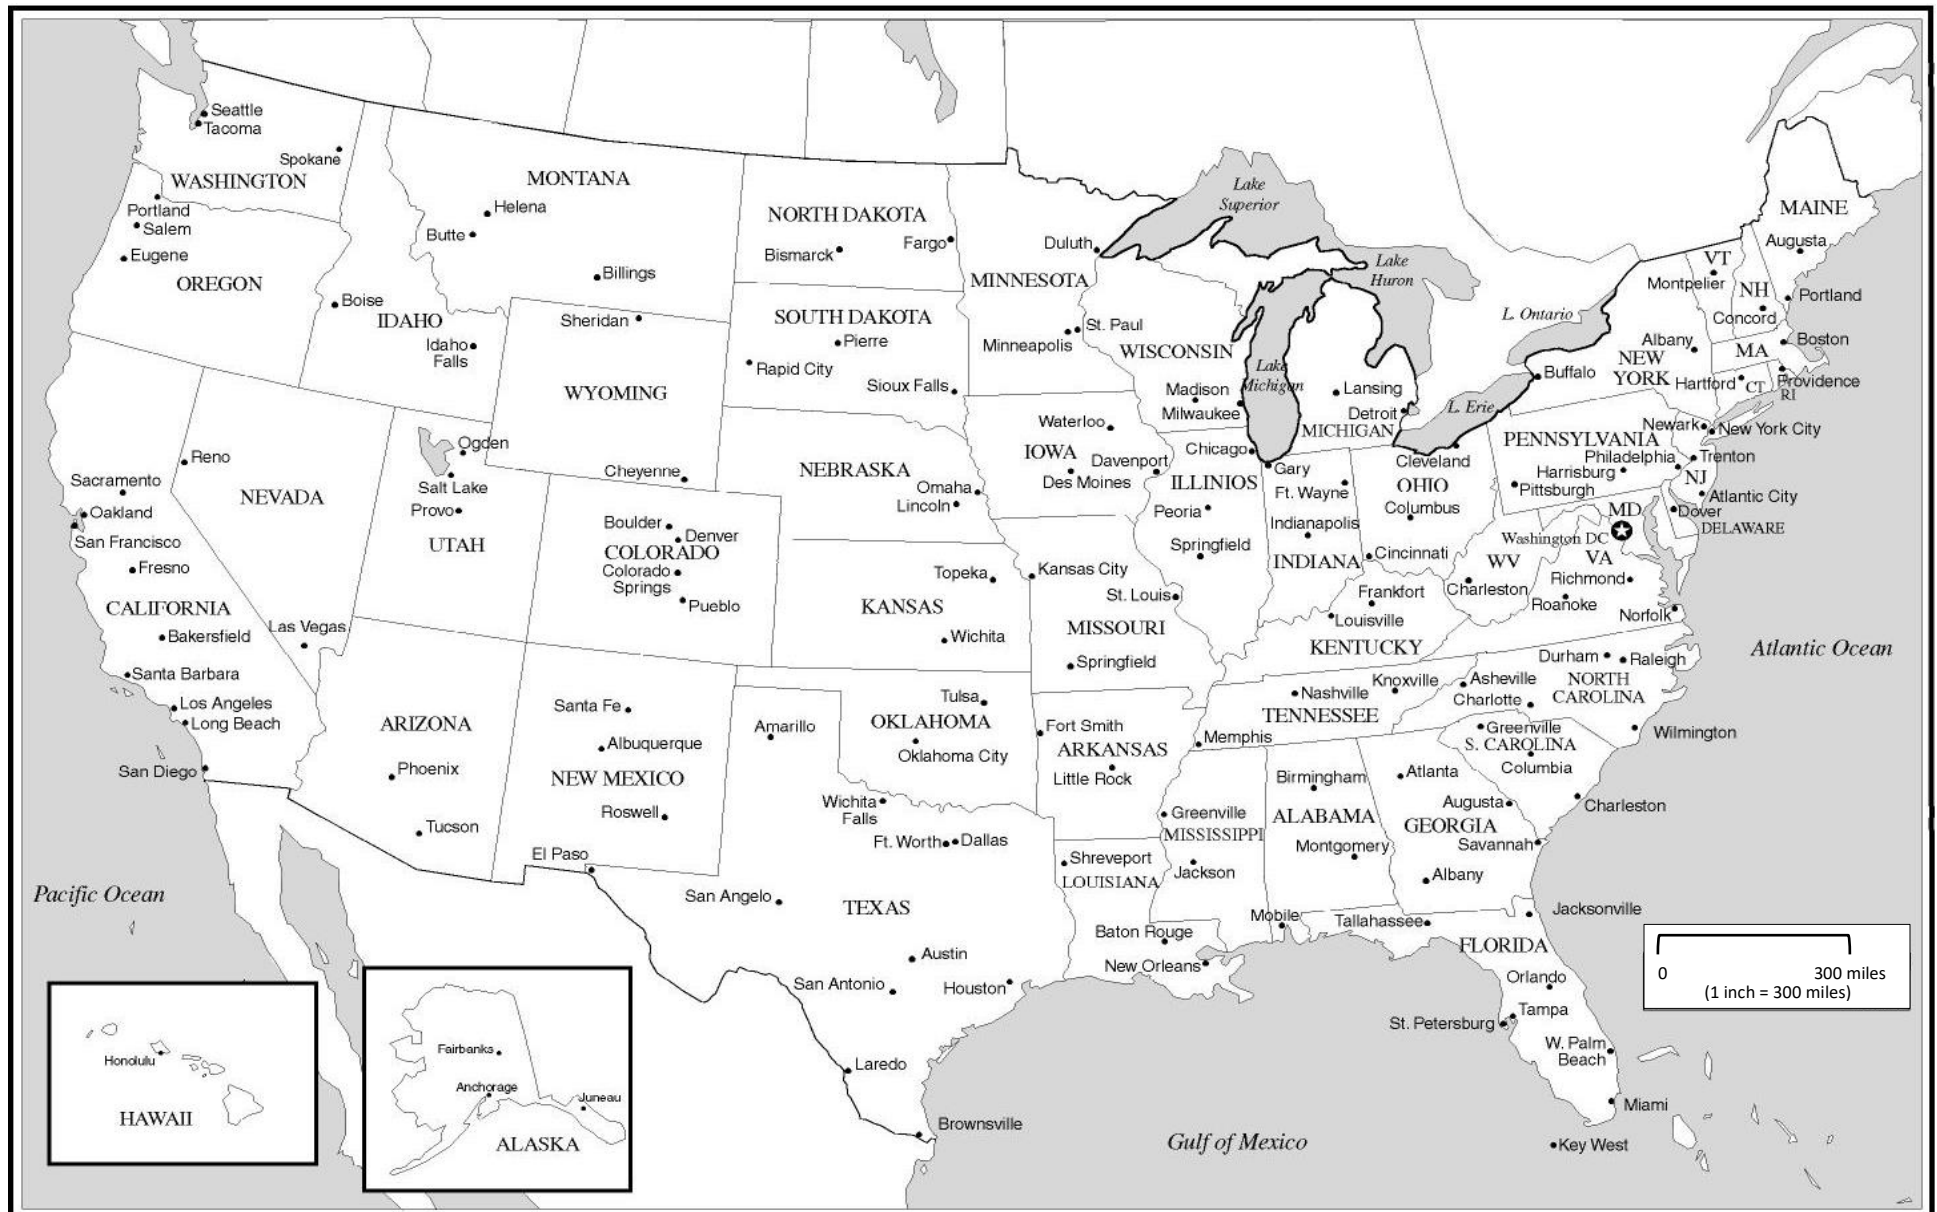 Seattle
Tacoma
Spokane
WASHINGTON
Portland
Salem
Eugene
OREGON
Boise
IDAHO
Idaho
Falls
MONTANA
Helena
Butte
Billings
Sheridan
WYOMING
Cheyenne
NORTH DAKOTA
Bismarck
Fargo
SOUTH DAKOTA
Pierre
Rapid City
Sioux Falls
NEBRASKA
Omaha
Lincoln
Duluth
MINNESOTA
St. Paul
Minneapolis
WISCONSIN
Madison
Milwaukee
Lake
Superior
Lake
Huron
Lake
Michigan
L. Ontario
L. Erie
Lansing
Detroit
MICHIGAN
Waterloo
IOWA
Davenport
Des Moines
Chicago
ILLINIOS
Peoria
Springfield
Gary
Ft. Wayne
Indianapolis
INDIANA
Cleveland
OHIO
Columbus
Cincinnati
MAINE
Augusta
Portland
VT
Montpelier
NH
Concord
Boston
MA
Albany
NEW
YORK
Buffalo
Hartford
CT
Providence
RI
Newark
New York City
PENNSYLVANIA
Philadelphia
Trenton
Harrisburg
Pittsburgh
NJ
Atlantic City
MD
Dover
DELAWARE
Washington DC
WV
VA
Charleston
Richmond
Roanoke
Norfolk
Frankfort
Louisville
KENTUCKY
Reno
NEVADA
Las Vegas
Sacramento
Oakland
San Francisco
Fresno
CALIFORNIA
Bakersfield
Santa Barbara
Los Angeles
Long Beach
San Diego
Ogden
Salt Lake
Provo
UTAH
Boulder
Denver
COLORADO
Colorado
Springs
Pueblo
Topeka
KANSAS
Wichita
Kansas City
St. Louis
MISSOURI
Springfield
ARIZONA
Phoenix
Tucson
Santa Fe
Albuquerque
NEW MEXICO
Roswell
Tulsa
OKLAHOMA
Oklahoma City
Fort Smith
ARKANSAS
Little Rock
Nashville
Knoxville
TENNESSEE
Memphis
Durham
Raleigh
Asheville
NORTH
CAROLINA
Charlotte
Wilmington
Greenville
S. CAROLINA
Columbia
Charleston
Amarillo
Wichita
Falls
Ft. Worth
Dallas
El Paso
San Angelo
TEXAS
Austin
San Antonio
Houston
Laredo
Brownsville
Shreveport
LOUISIANA
Baton Rouge
New Orleans
Greenville
MISSISSIPPI
Jackson
Birmingham
ALABAMA
Montgomery
Mobile
Atlanta
Augusta
GEORGIA
Savannah
Albany
Tallahassee
Jacksonville
FLORIDA
Orlando
Tampa
St. Petersburg
W. Palm
Beach
Miami
Key West
Atlantic Ocean
Pacific Ocean
Gulf of Mexico
0 300 miles
(1 inch = 300 miles)
Honolulu
HAWAII
Fairbanks
Anchorage
Juneau
ALASKA